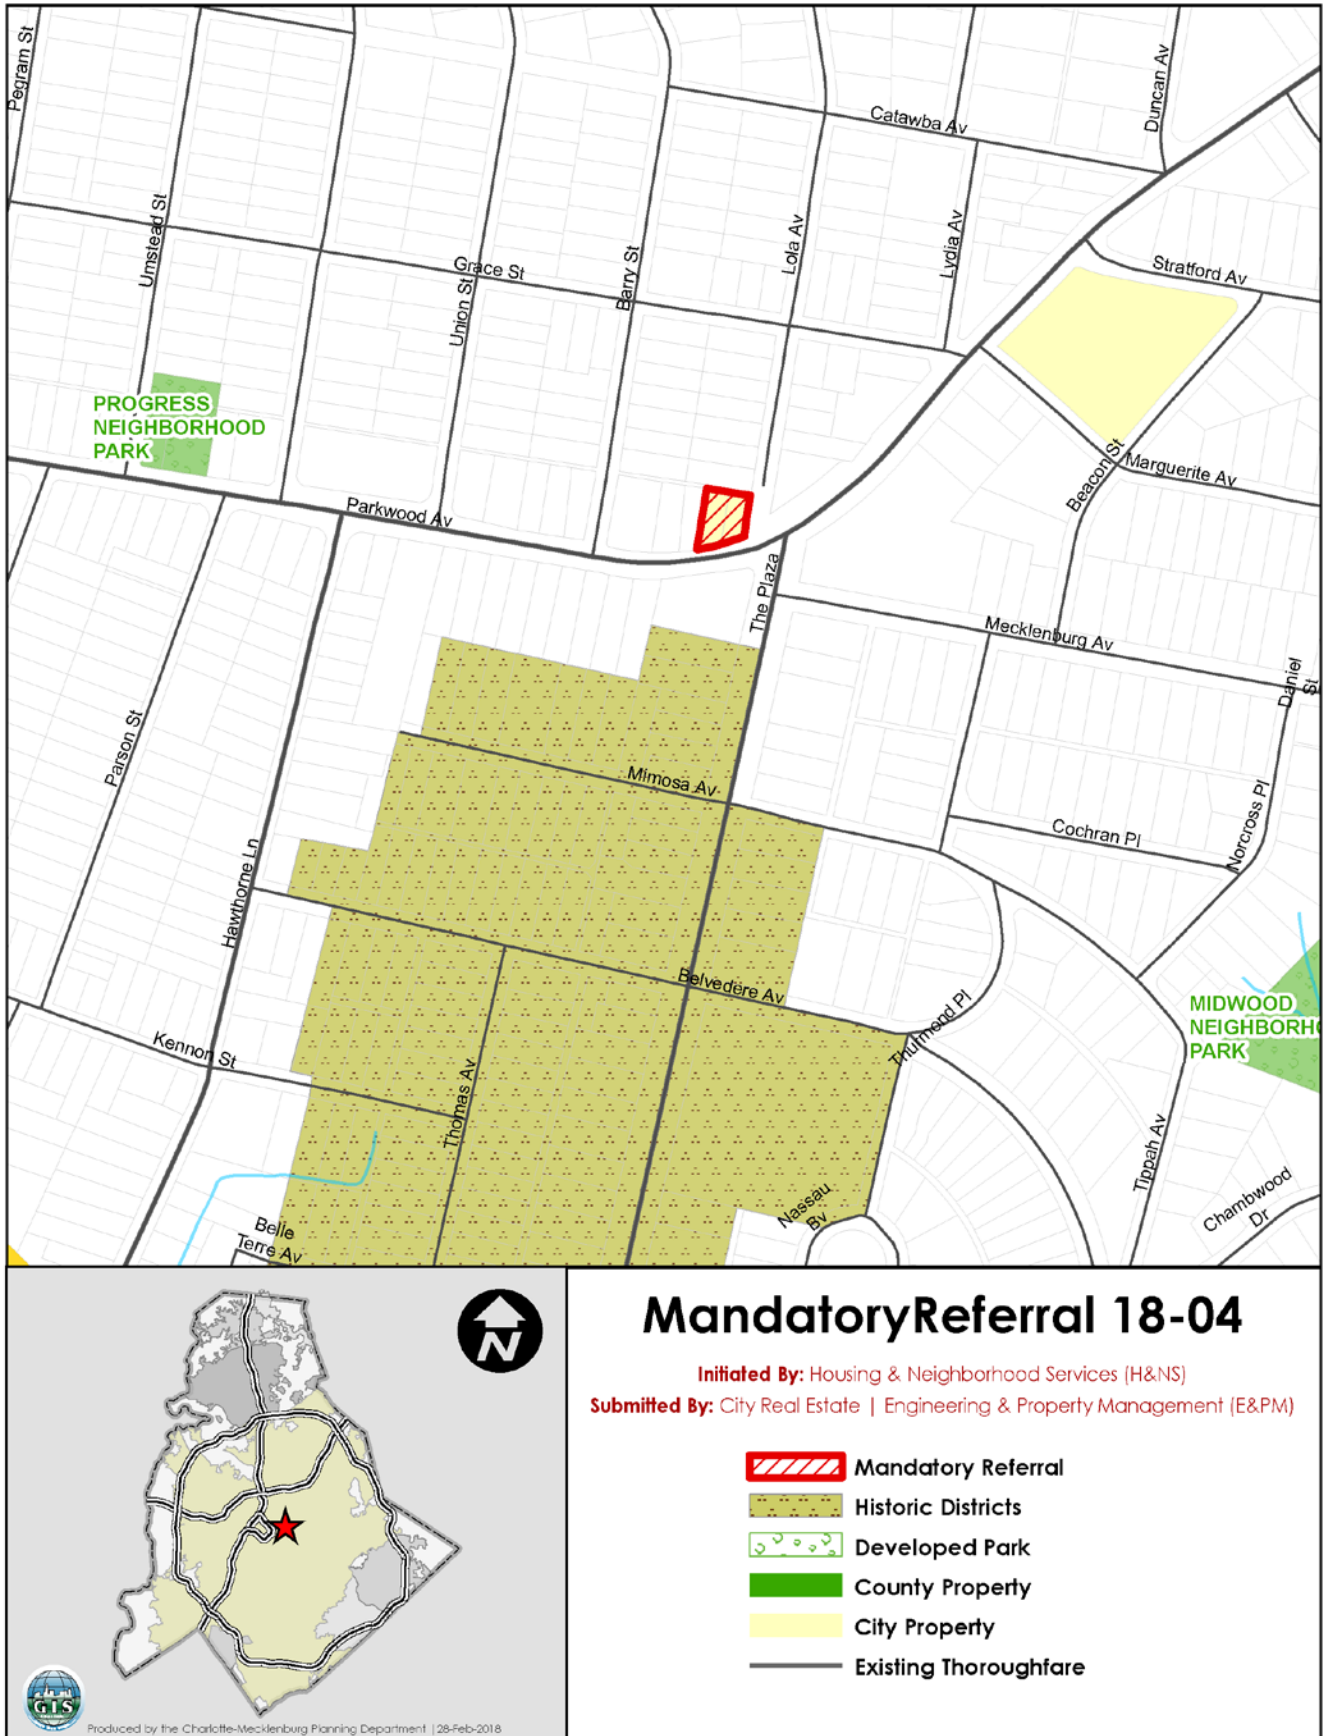 Pegram St
Duncan Av
Catawba Av
Umstead St
Lola Av
Lydia Av
Barry St
Grace St
Stratford Av
Union St
PROGRESS
NEIGHBORHOOD
PARK
Beacon St
Marguerite Av
Parkwood Av
The Plaza
Mecklenburg Av
Daniel
St
Parson St
Mimosa Av
Norcross Pl
Cochran Pl
Hawthorne Ln
Belvedere Av
Thurmond Pl
MIDWOOD
NEIGHBORHO
PARK
Kennon St
Thomas Av
Tippah Av
Nassau
Bv
Chambwood
Dr
Belle
Terre Av
N
MandatoryReferral 18-04
Initiated By: Housing & Neighborhood Services (H&NS)
Submitted By: City Real Estate | Engineering & Property Management (E&PM)
Mandatory Referral
Historic Districts
Developed Park
County Property
City Property
Existing Thoroughfare
GIS
Produced by the Charlotte-Mecklenburg Planning Department |28-Feb-2018